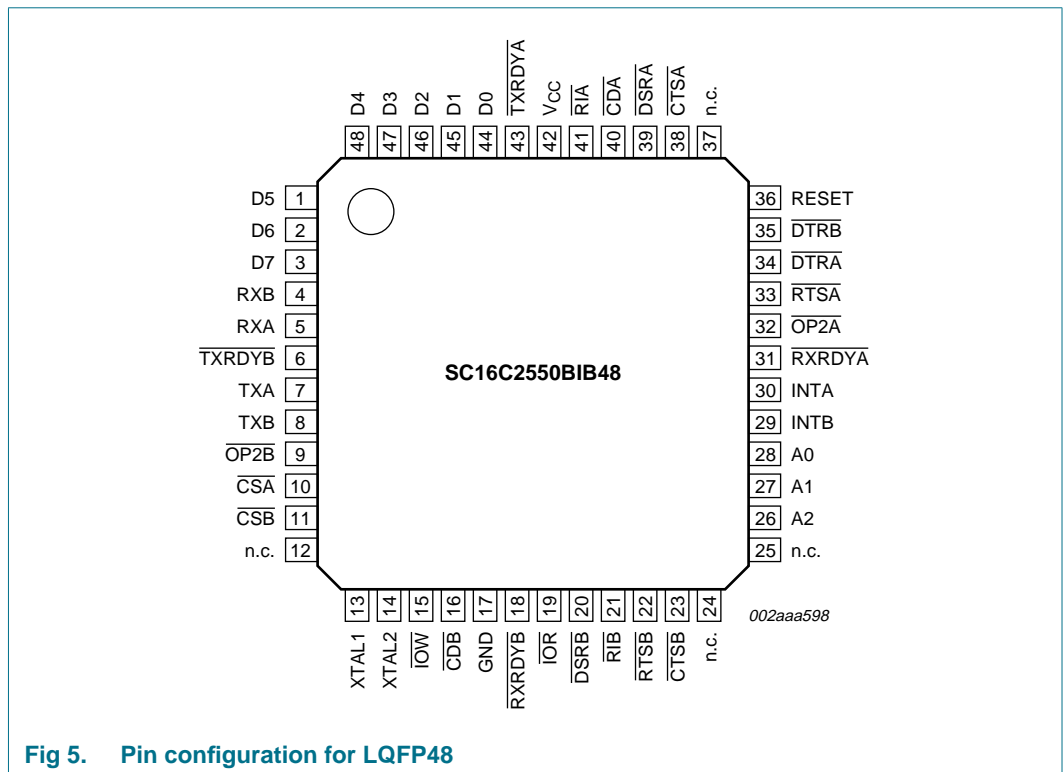 D4 D3 D2 D1 D0 TXRDYA VCC RIA CDA DSRA CTSA n.c.
48 47 46 45 44 43 42 41 40 39 38 37
D5 1
D6 2
D7 3
RXB 4
RXA 5
TXRDYB 6
TXA 7
TXB 8
OP2B 9
CSA 10
CSB 11
n.c. 12
SC16C2550BIB48
36 RESET
35 DTRB
34 DTRA
33 RTSA
32 OP2A
31 RXRDYA
30 INTA
29 INTB
28 A0
27 A1
26 A2
25 n.c.
13 14 15 16 17 18 19 20 21 22 23 24
XTAL1 XTAL2 IOW CDB GND RXRDYB IOR DSRB RIB RTSB CTSB n.c.
002aaa598
Fig 5. Pin configuration for LQFP48